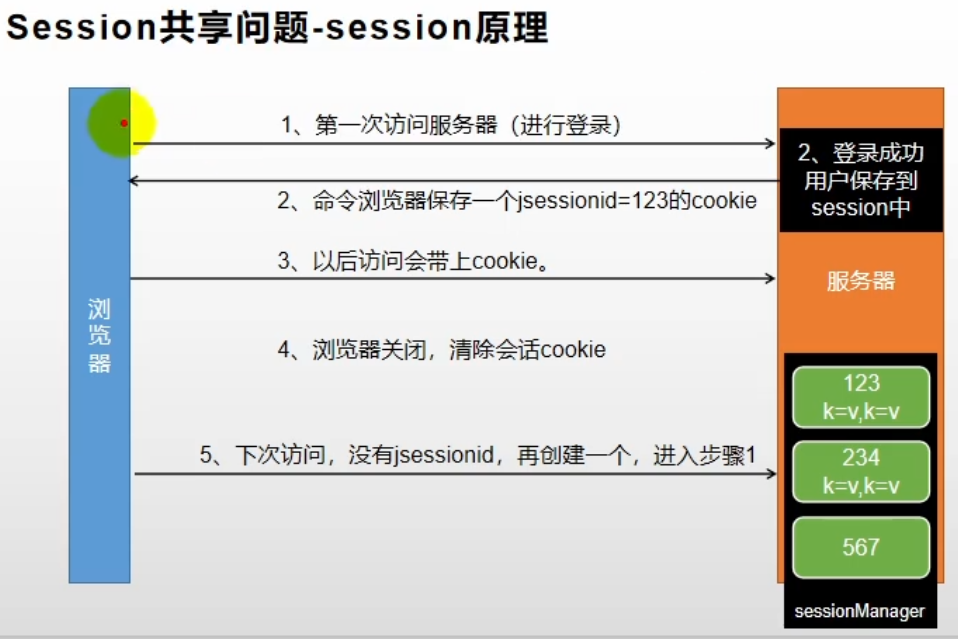 Session共享问题-session原理
1、第一次访问服务器（进行登录）
2、登录成功
用户保存到
session中
2、命令浏览器保存一个jsessionid=123的cookie
3、以后访问会带上cookie。
服务器
浏
览
器
4、浏览器关闭，清除会话cookie
123
k=v,k=v
5、下次访问，没有jsessionid，再创建一个，进入步骤1
234
k=v,k=v
567
sessionManager